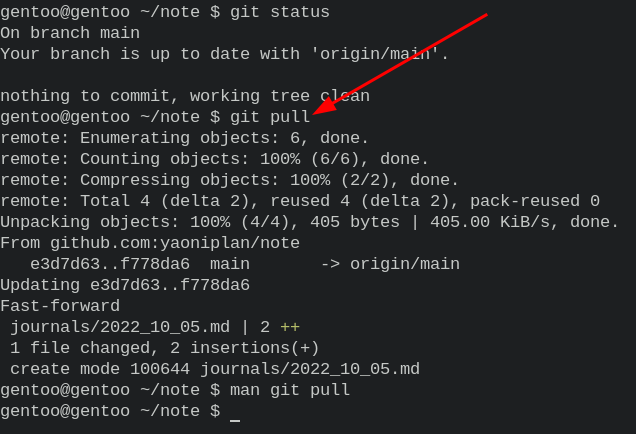 gentoo@gentoo ~/note $ git status
On branch main
Your branch is up to date with 'origin/main'.
nothing to commit, working tree clean
gentoo@gentoo ~/note $ git pull
remote: Enumerating objects: 6, done.
remote: Counting objects: 100% (6/6), done.
remote: Compressing objects: 100% (2/2), done.
remote: Total 4 (delta 2), reused 4 (delta 2), pack-reused 0
Unpacking objects: 100% (4/4), 405 bytes | 405.00 KiB/s, done.
From github.com:yaoniplan/note
   e3d7d63..f778da6  main       -> origin/main
Updating e3d7d63..f778da6
Fast-forward
 journals/2022_10_05.md | 2 ++
 1 file changed, 2 insertions(+)
 create mode 100644 journals/2022_10_05.md
gentoo@gentoo ~/note $ man git pull
gentoo@gentoo ~/note $ _